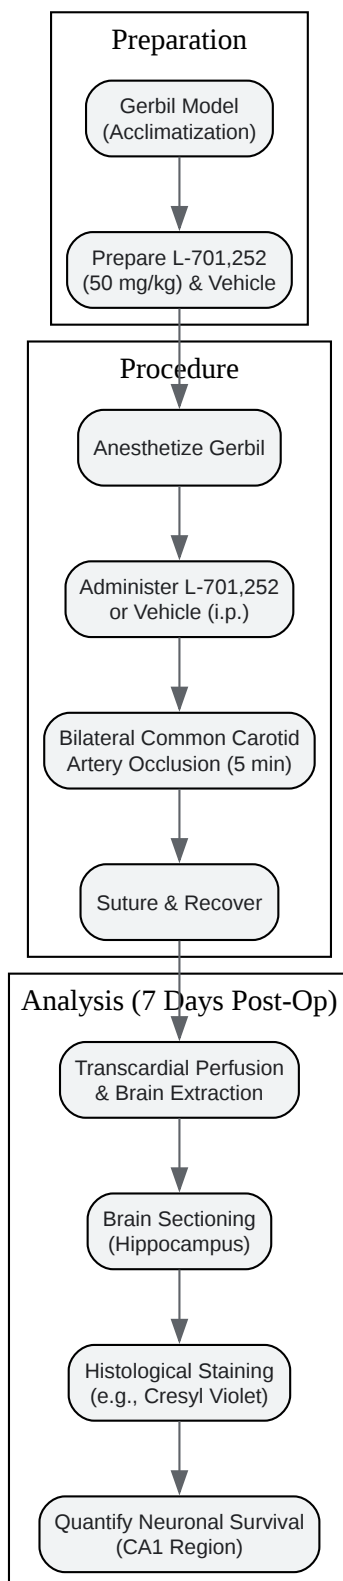 Preparation
Gerbil Model
(Acclimatization)
Prepare L-701,252
(50 mg/kg) & Vehicle
Procedure
Anesthetize Gerbil
Administer L-701,252
or Vehicle (i.p.)
Bilateral Common Carotid
Artery Occlusion (5 min)
Suture & Recover
Analysis (7 Days Post-Op)
Transcardial Perfusion
& Brain Extraction
Brain Sectioning
(Hippocampus)
Histological Staining
(e.g., Cresyl Violet)
Quantify Neuronal Survival
(CA1 Region)